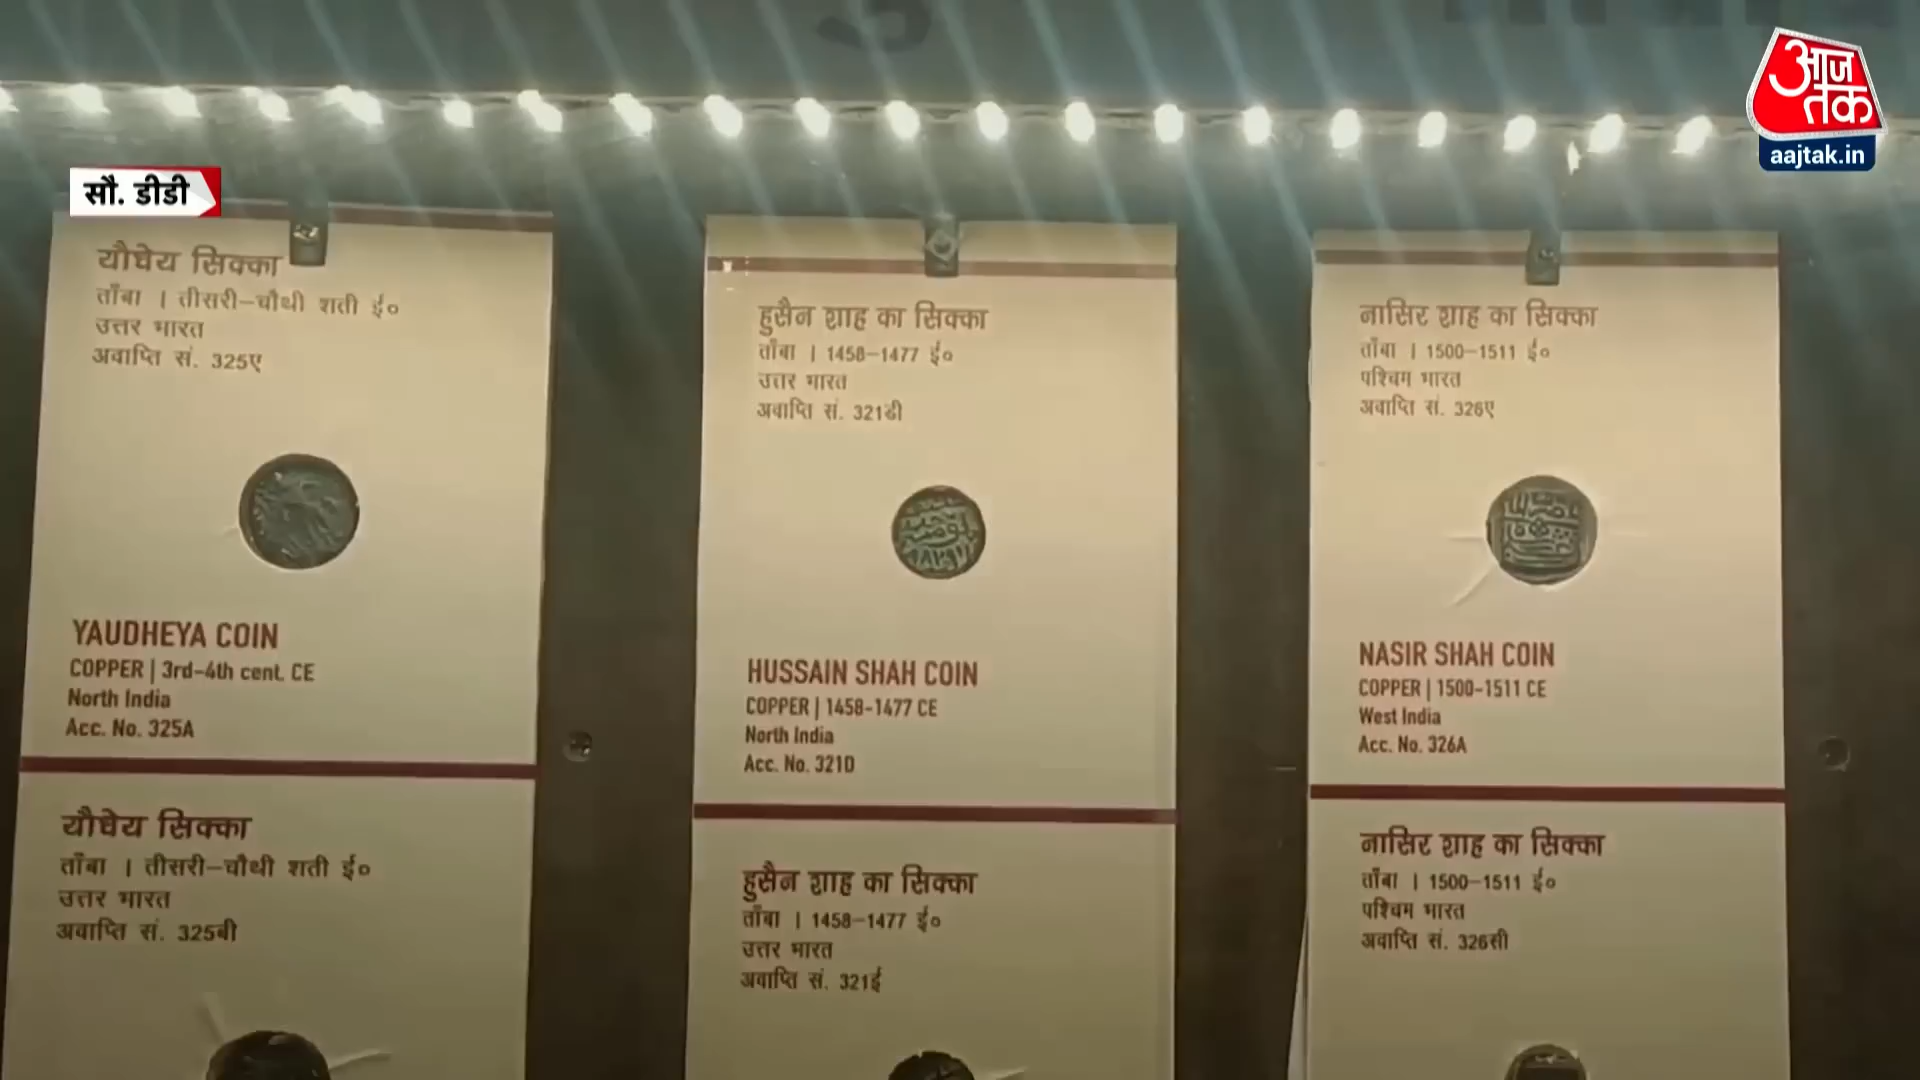 आज
तक
aajtak.in
सौ. डीडी
यौधेय सिक्का
ताँबा । तीसरी–चौथी शती ई०
उत्तर भारत
अवाप्ति सं. 325ए
YAUDHEYA COIN
COPPER | 3rd-4th cent. CE
North India
Acc. No. 325A
यौधेय सिक्का
ताँबा । तीसरी–चौथी शती ई०
उत्तर भारत
अवाप्ति सं. 325बी
हुसैन शाह का सिक्का
ताँबा । 1458–1477 ई०
उत्तर भारत
अवाप्ति सं. 321डी
HUSSAIN SHAH COIN
COPPER | 1458-1477 CE
North India
Acc. No. 321D
हुसैन शाह का सिक्का
ताँबा । 1458–1477 ई०
उत्तर भारत
अवाप्ति सं. 321ई
नासिर शाह का सिक्का
ताँबा । 1500–1511 ई०
पश्चिम भारत
अवाप्ति सं. 326ए
NASIR SHAH COIN
COPPER | 1500-1511 CE
West India
Acc. No. 326A
नासिर शाह का सिक्का
ताँबा । 1500–1511 ई०
पश्चिम भारत
अवाप्ति सं. 326सी